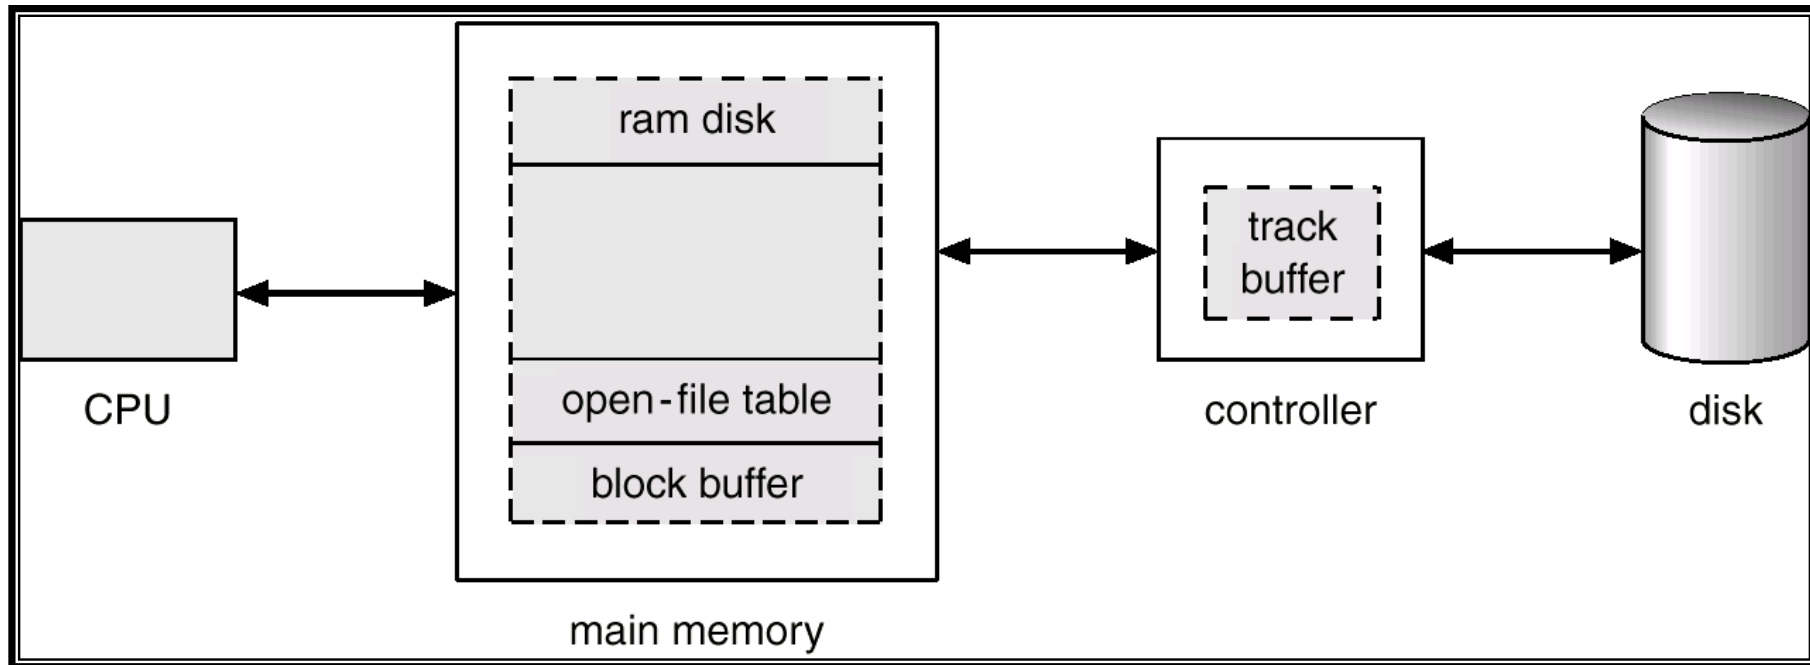 ram disk
open-file table
block buffer
main memory
CPU
track
buffer
controller
disk